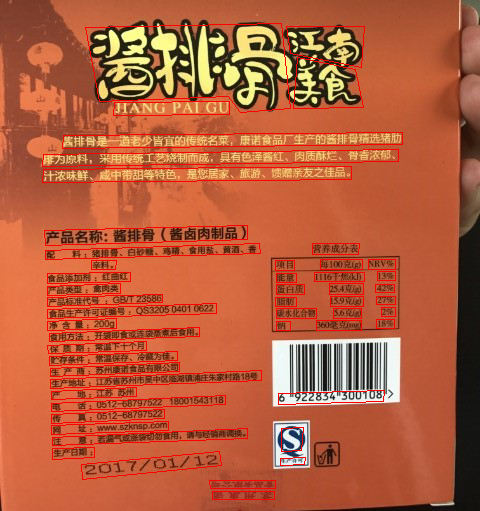 酱排骨 江南美食
JIANG PAI GU
酱排骨是一道老少皆宜的传统名菜，康诺食品厂生产的酱排骨精选猪肋
排为原料，采用传统工艺烧制而成，具有色泽酱红、肉质酥烂、骨香浓郁、
汁浓味鲜、咸中带甜等特色，是您居家、旅游、馈赠亲友之佳品。
产品名称：酱排骨（酱卤肉制品）
配 料：猪排骨、白砂糖、鸡精、食用盐、黄酒、香
辛料。
食品添加剂：红曲红
产品类型：禽肉类
产品标准代号：GB/T 23586
食品生产许可证编号：QS3205 0401 0622
净 含 量：200g
食用方法：开袋即食或连袋蒸煮后食用。
保 质 期：常温下十个月
贮存条件：常温保存、冷藏为佳。
生 产 商：苏州康诺食品有限公司
生产地址：江苏省苏州市吴中区临湖镇浦庄朱家村路18号
产 地：江苏 苏州
电 话：0512-68797522 18001543118
传 真：0512-68797522
网 址：www.szknsp.com
注 意：若漏气或涨袋切勿食用，请与经销商调换。
生产日期：
2017/01/12
营养成分表
项目 每100克(g) NRV%
能量 1116千焦(kJ) 13%
蛋白质 25.4克(g) 42%
脂肪 15.9克(g) 27%
碳水化合物 5.6克(g) 2%
钠 360毫克(mg) 18%
6 922834 300108 >
QS
生产许可